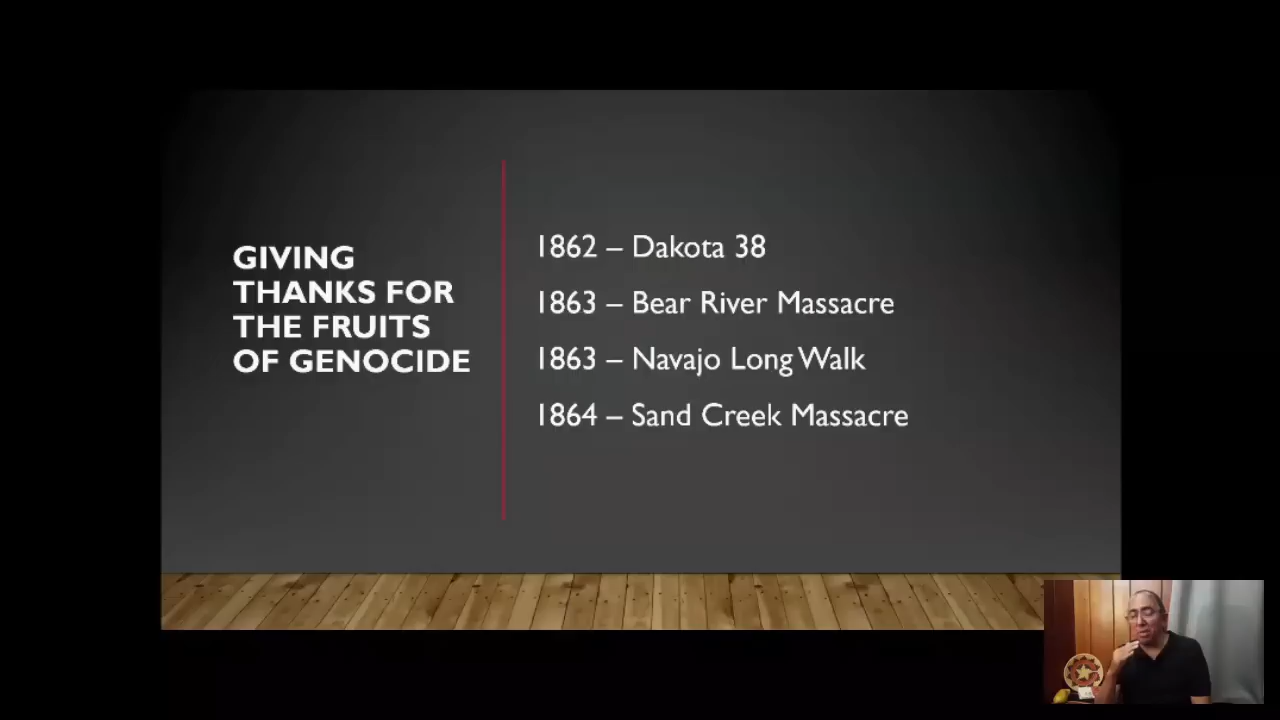 GIVING
THANKS FOR
THE FRUITS
OF GENOCIDE
1862 – Dakota 38
1863 – Bear River Massacre
1863 – Navajo Long Walk
1864 – Sand Creek Massacre